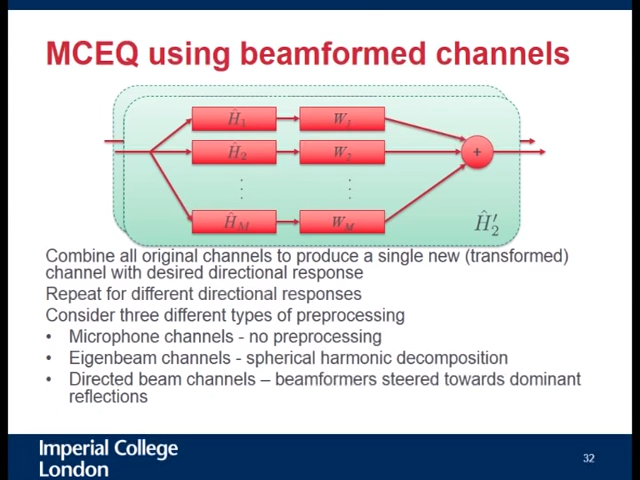 MCEQ using beamformed channels
Ĥ1 W1
Ĥ2 W2
+
⋮ ⋮
ĤM WM
Ĥ′2
Combine all original channels to produce a single new (transformed)
channel with desired directional response
Repeat for different directional responses
Consider three different types of preprocessing
• Microphone channels - no preprocessing
• Eigenbeam channels - spherical harmonic decomposition
• Directed beam channels – beamformers steered towards dominant
reflections
Imperial College
London
32